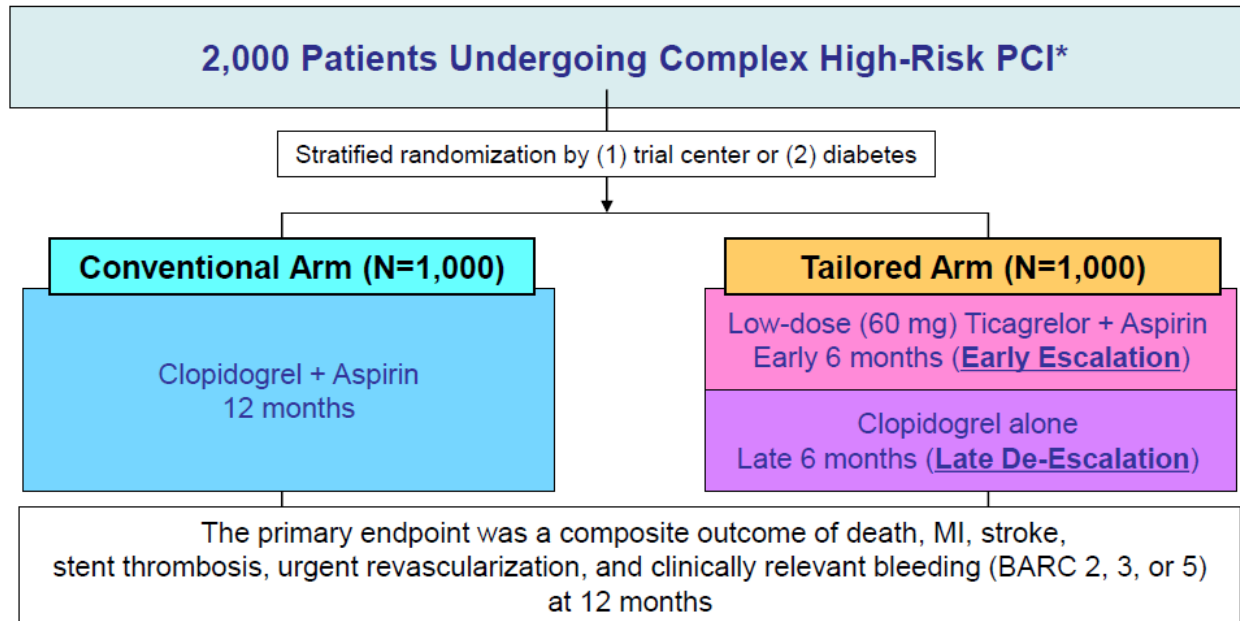 2,000 Patients Undergoing Complex High-Risk PCI*
Stratified randomization by (1) trial center or (2) diabetes
Conventional Arm (N=1,000)
Clopidogrel + Aspirin
12 months
Tailored Arm (N=1,000)
Low-dose (60 mg) Ticagrelor + Aspirin
Early 6 months (Early Escalation)
Clopidogrel alone
Late 6 months (Late De-Escalation)
The primary endpoint was a composite outcome of death, MI, stroke,
stent thrombosis, urgent revascularization, and clinically relevant bleeding (BARC 2, 3, or 5)
at 12 months